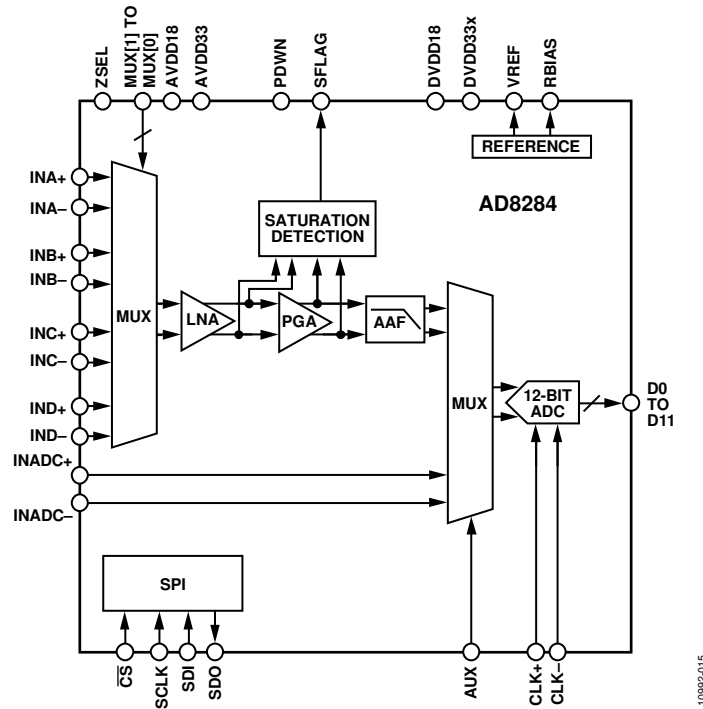 ZSEL
MUX[1] TO
MUX[0]
AVDD18
AVDD33
PDWN
SFLAG
DVDD18
DVDD33x
VREF
RBIAS
REFERENCE
AD8284
INA+
INA–
INB+
INB–
INC+
INC–
IND+
IND–
INADC+
INADC–
MUX
LNA
SATURATION
DETECTION
PGA
AAF
MUX
12-BIT
ADC
D0
TO
D11
SPI
CS
SCLK
SDI
SDO
AUX
CLK+
CLK–
10992-015